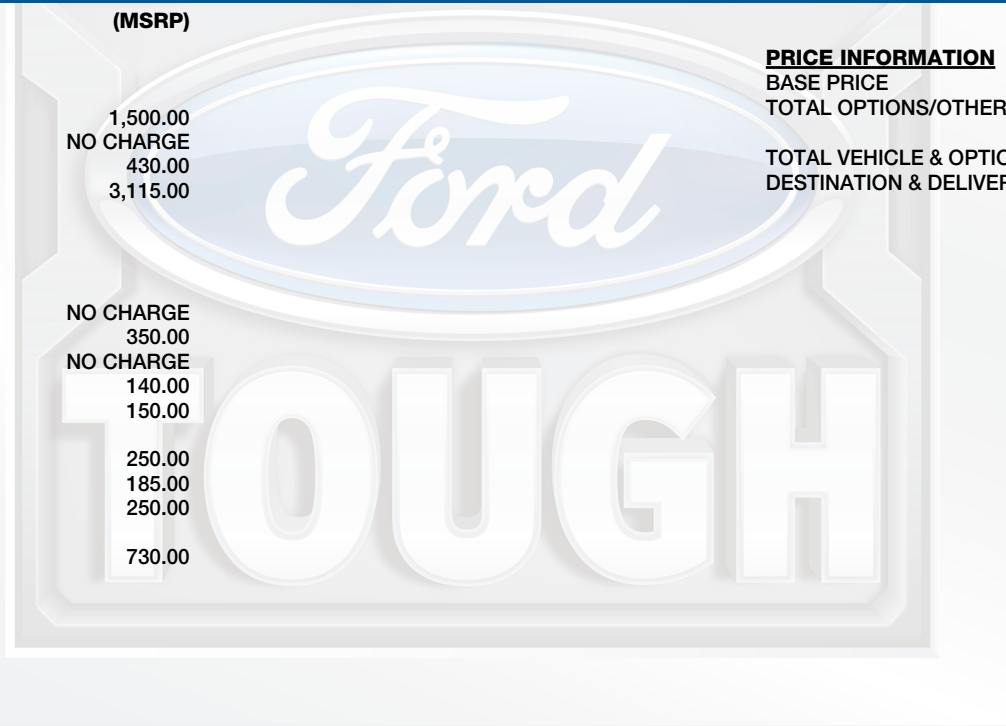 (MSRP)
1,500.00
NO CHARGE
430.00
3,115.00
NO CHARGE
350.00
NO CHARGE
140.00
150.00
250.00
185.00
250.00
730.00
PRICE INFORMATION
BASE PRICE
TOTAL OPTIONS/OTHER
TOTAL VEHICLE & OPTIO
DESTINATION & DELIVER
Ford
TOUGH